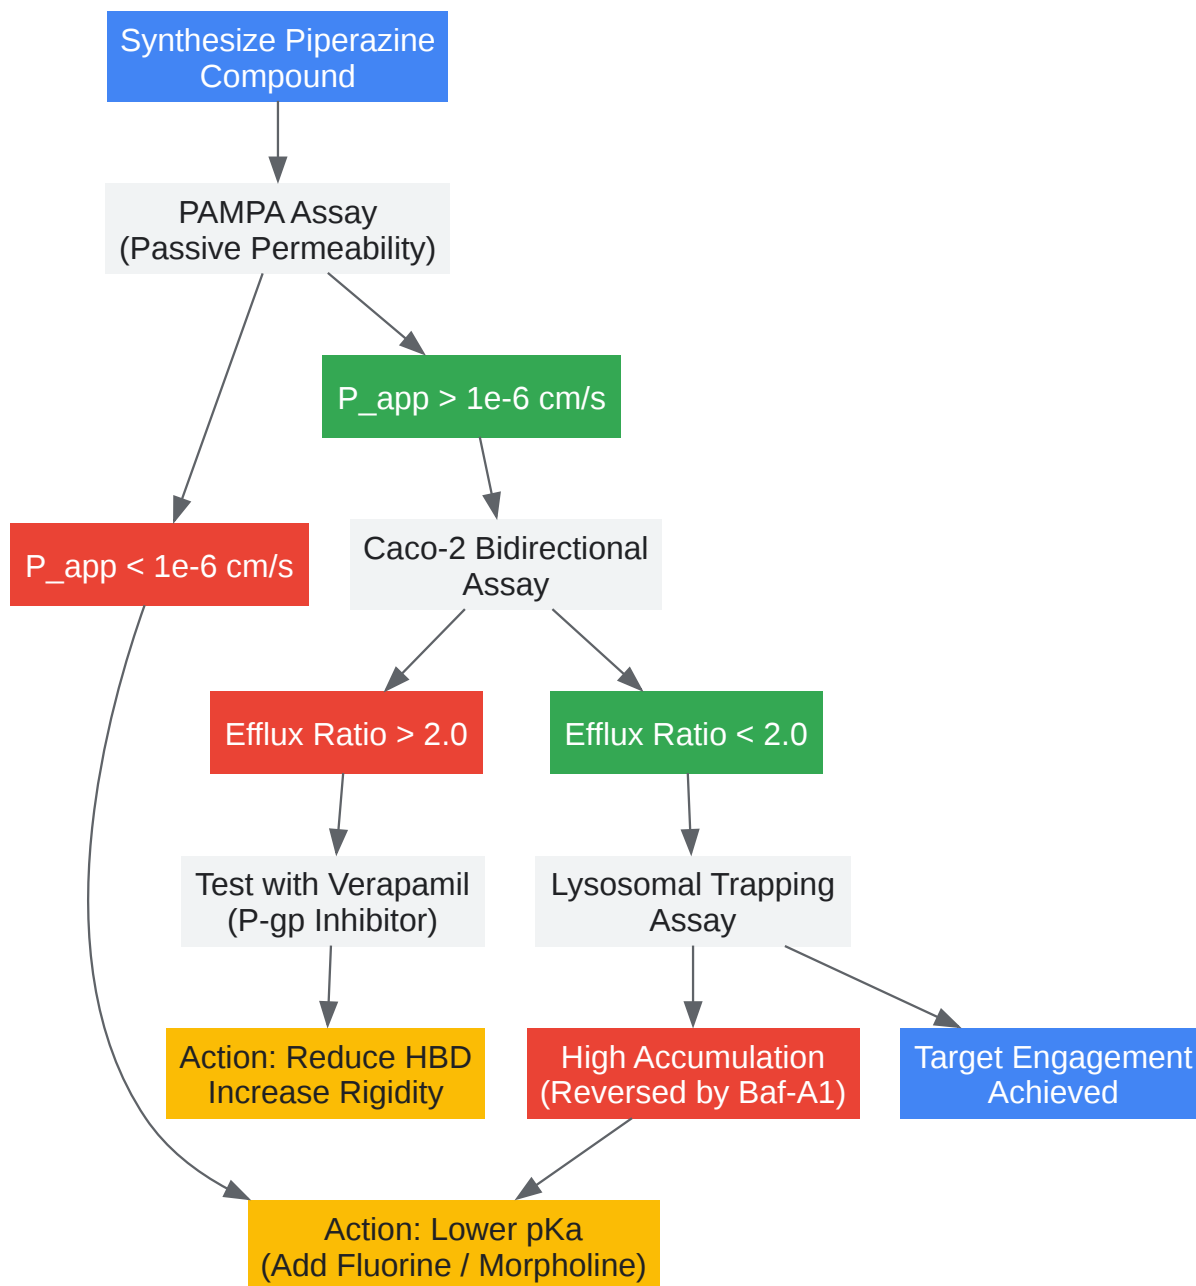 Synthesize Piperazine
Compound
PAMPA Assay
(Passive Permeability)
P_app > 1e-6 cm/s
P_app < 1e-6 cm/s
Caco-2 Bidirectional
Assay
Efflux Ratio > 2.0
Efflux Ratio < 2.0
Test with Verapamil
(P-gp Inhibitor)
Lysosomal Trapping
Assay
Action: Reduce HBD
Increase Rigidity
High Accumulation
(Reversed by Baf-A1)
Target Engagement
Achieved
Action: Lower pKa
(Add Fluorine / Morpholine)